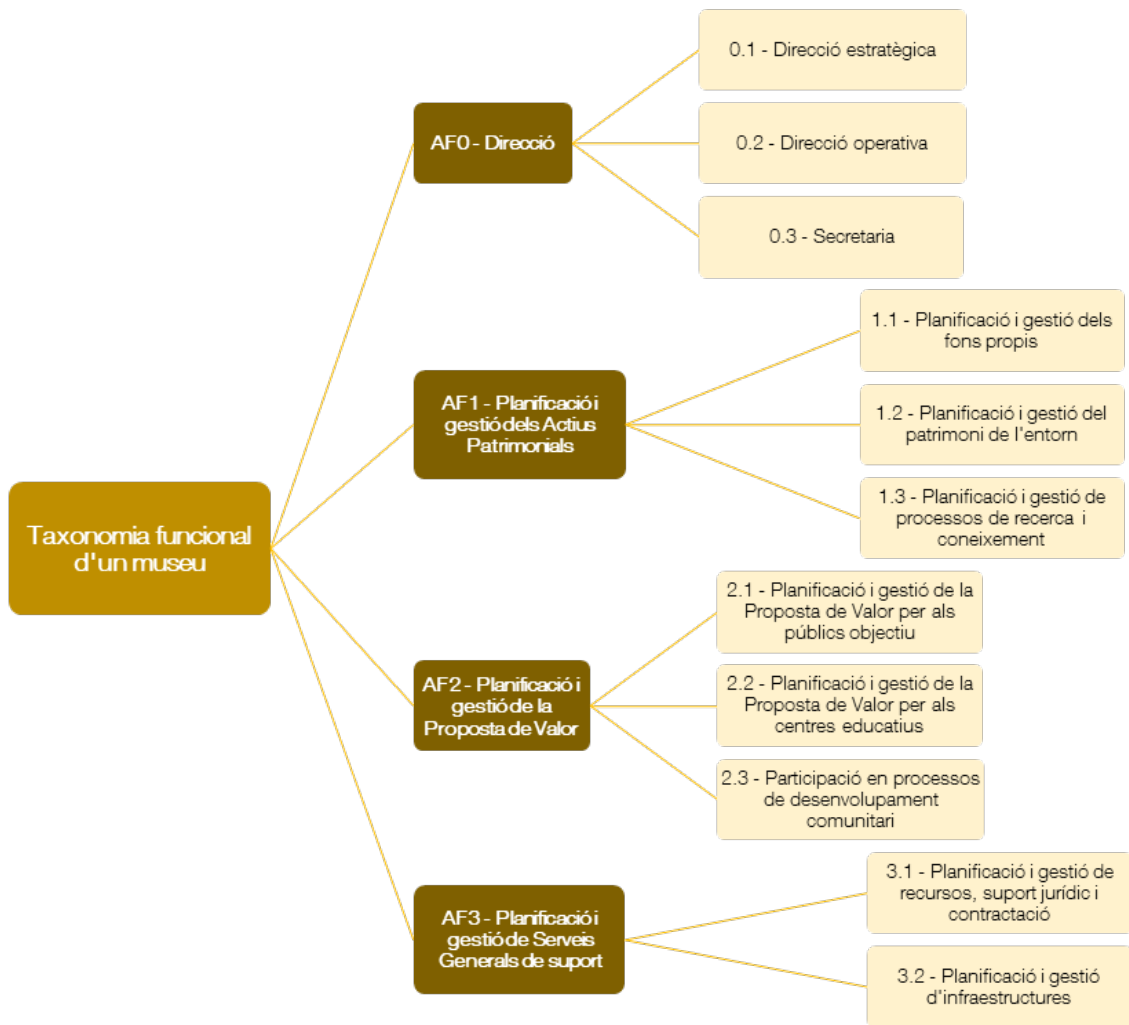 Taxonomia funcional
d'un museu
AF0 - Direcció
0.1 - Direcció estratègica
0.2 - Direcció operativa
0.3 - Secretaria
AF1 - Planificació i
gestió dels Actius
Patrimonials
1.1 - Planificació i gestió dels
fons propis
1.2 - Planificació i gestió del
patrimoni de l'entorn
1.3 - Planificació i gestió de
processos de recerca i
coneixement
AF2 - Planificació i
gestió de la
Proposta de Valor
2.1 - Planificació i gestió de la
Proposta de Valor per als
públics objectiu
2.2 - Planificació i gestió de la
Proposta de Valor per als
centres educatius
2.3 - Participació en processos
de desenvolupament
comunitari
AF3 - Planificació i
gestió de Serveis
Generals de suport
3.1 - Planificació i gestió de
recursos, suport jurídic i
contractació
3.2 - Planificació i gestió
d'infraestructures